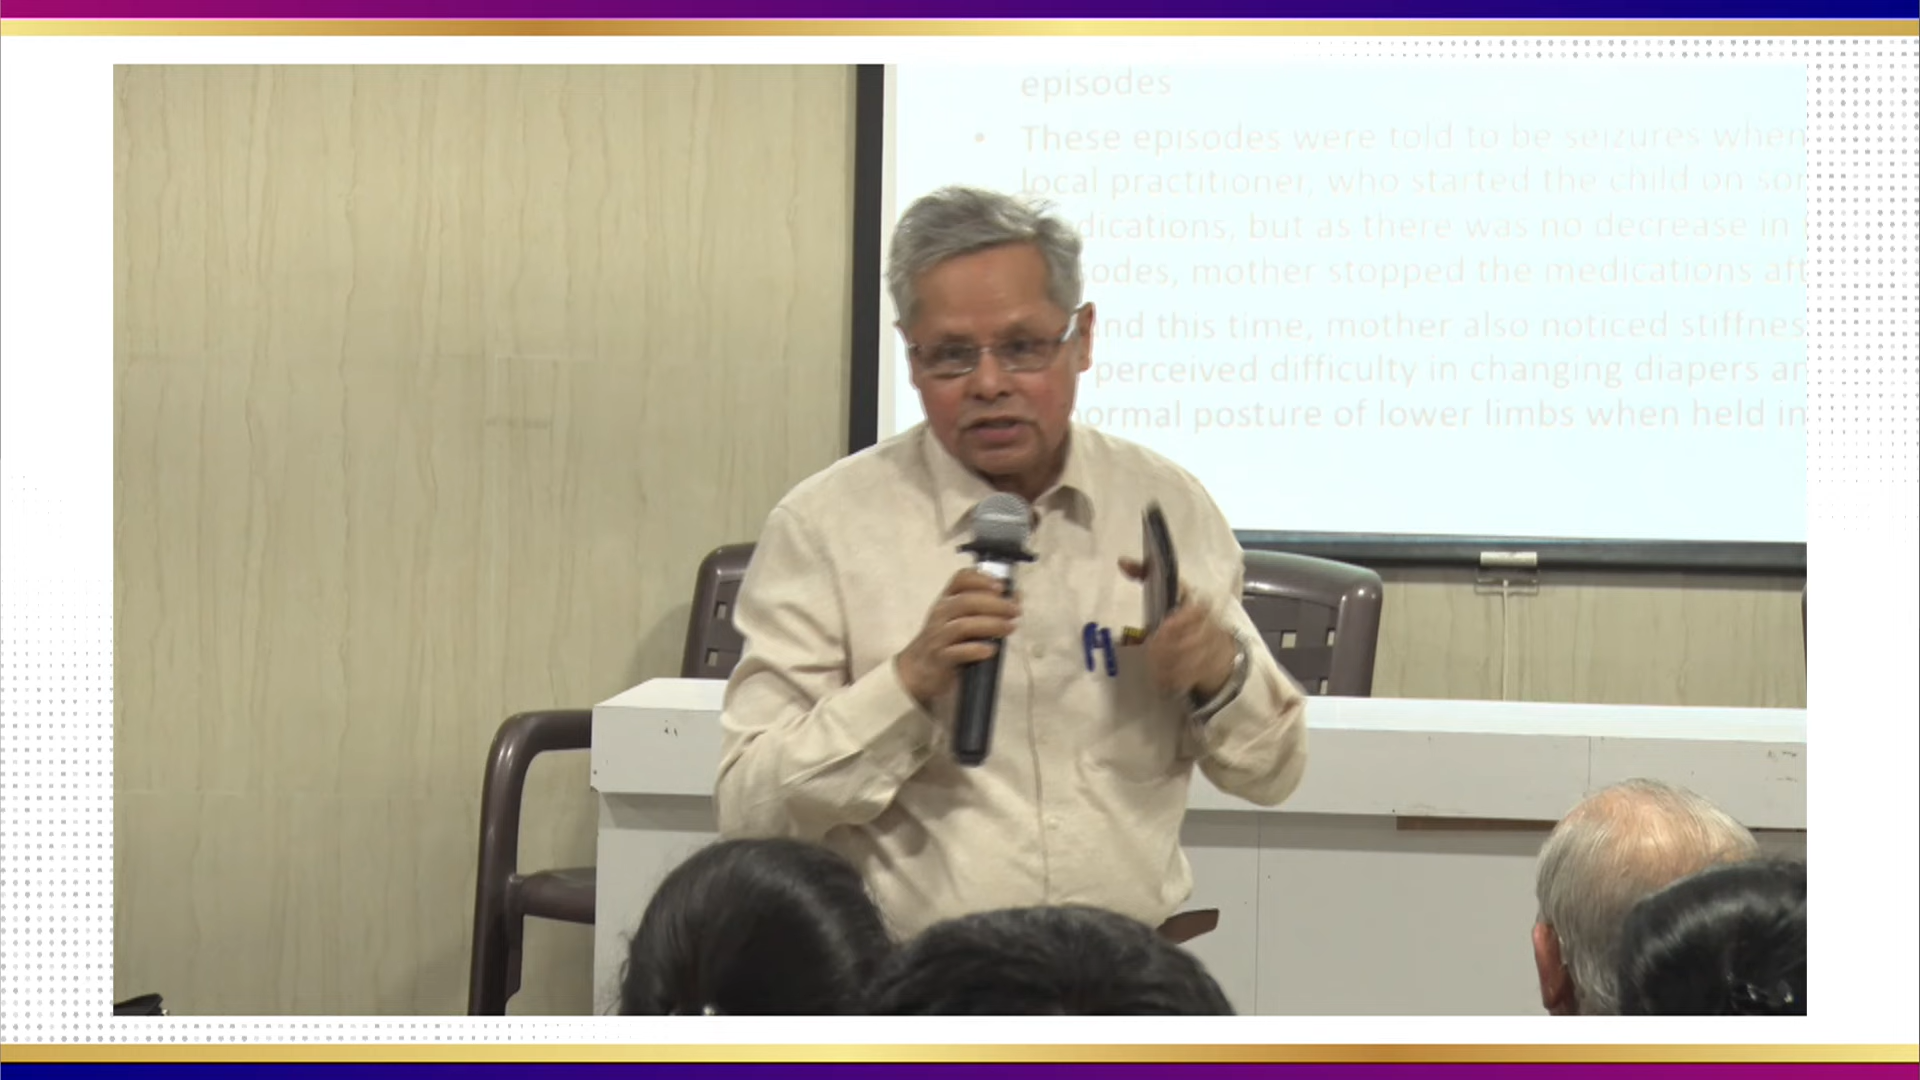 episodes
• These episodes were told to be seizures when
local practitioner, who started the child on
dications, but as there was no decrease in
sodes, mother stopped the medications
nd this time, mother also noticed
perceived difficulty in changing diapers
normal posture of lower limbs when held in